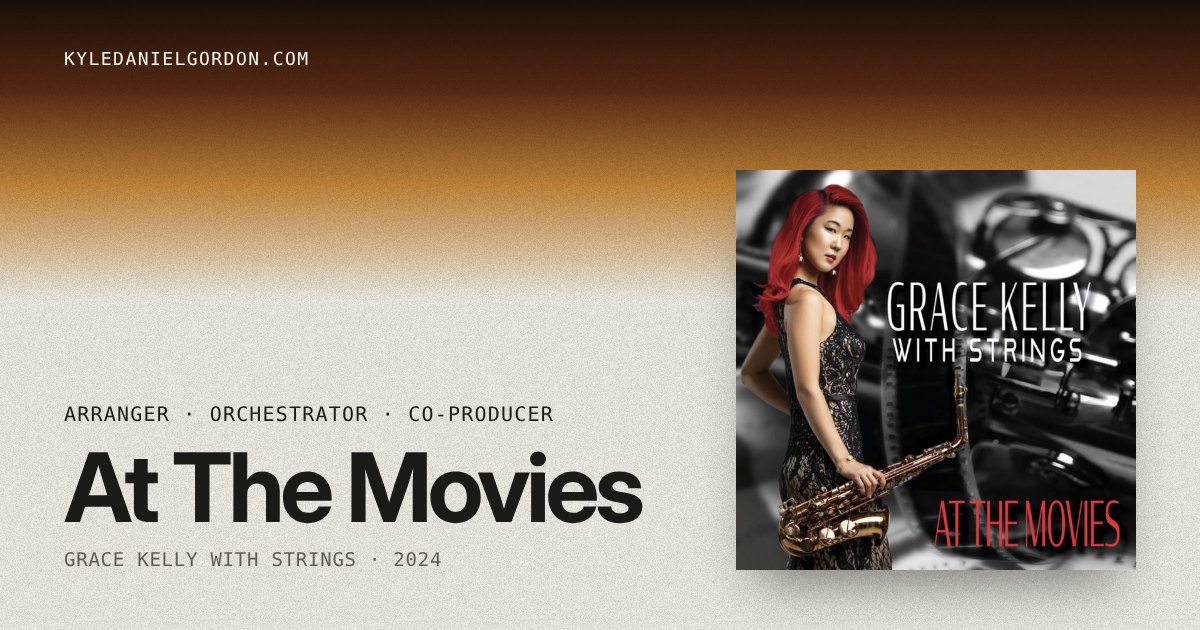 KYLEDANIELGORDON.COM
ARRANGER · ORCHESTRATOR · CO-PRODUCER
At The Movies
GRACE KELLY WITH STRINGS · 2024
GRACE KELLY
WITH STRINGS
AT THE MOVIES